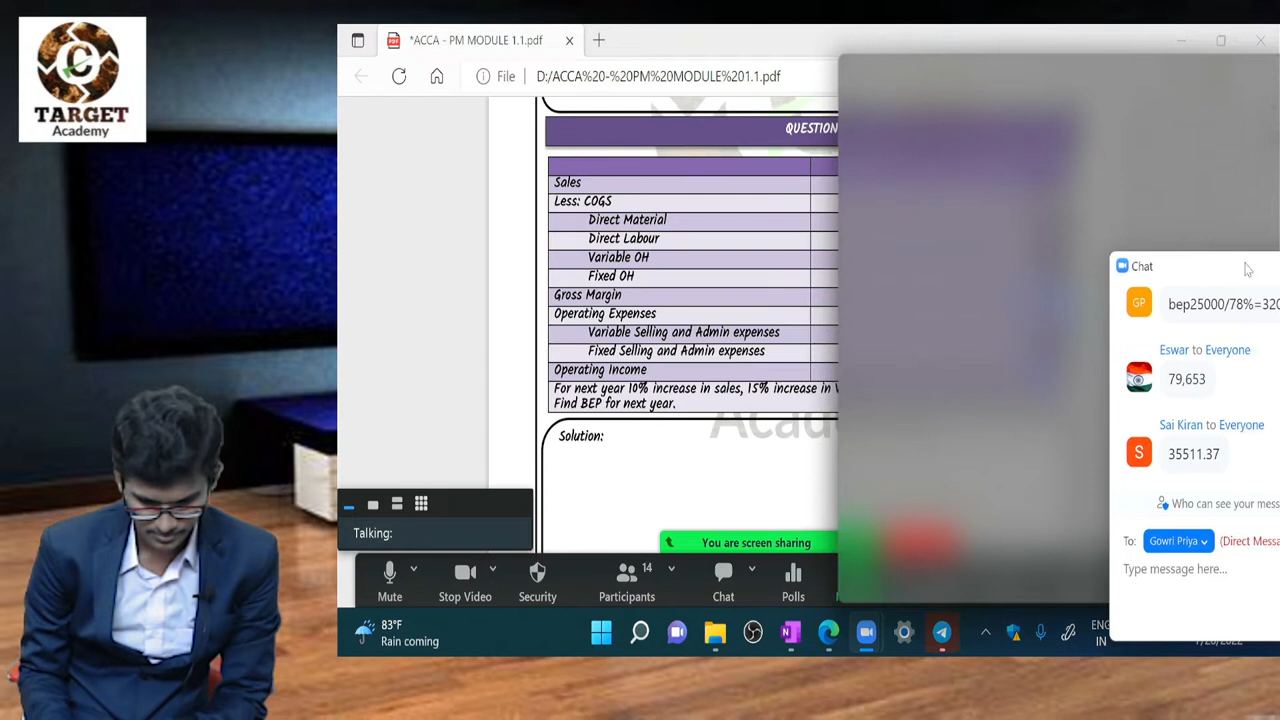 TARGET
Academy
*ACCA - PM MODULE 1.1.pdf
File
D:/ACCA%20-%20PM%20MODULE%201.1.pdf
QUESTION
Sales
Less: COGS
Direct Material
Direct Labour
Variable OH
Fixed OH
Gross Margin
Operating Expenses
Variable Selling and Admin expenses
Fixed Selling and Admin expenses
Operating Income
For next year 10% increase in sales, 15% increase in
Find BEP for next year.
Solution:
Talking:
You are screen sharing
Mute
Stop Video
Security
14
Participants
Chat
Polls
Chat
GP
bep25000/78%=320
Eswar to Everyone
79,653
Sai Kiran to Everyone
S
35511.37
Who can see your mess
To: Gowri Priya (Direct Messa
Type message here...
83°F
Rain coming
ENG
IN